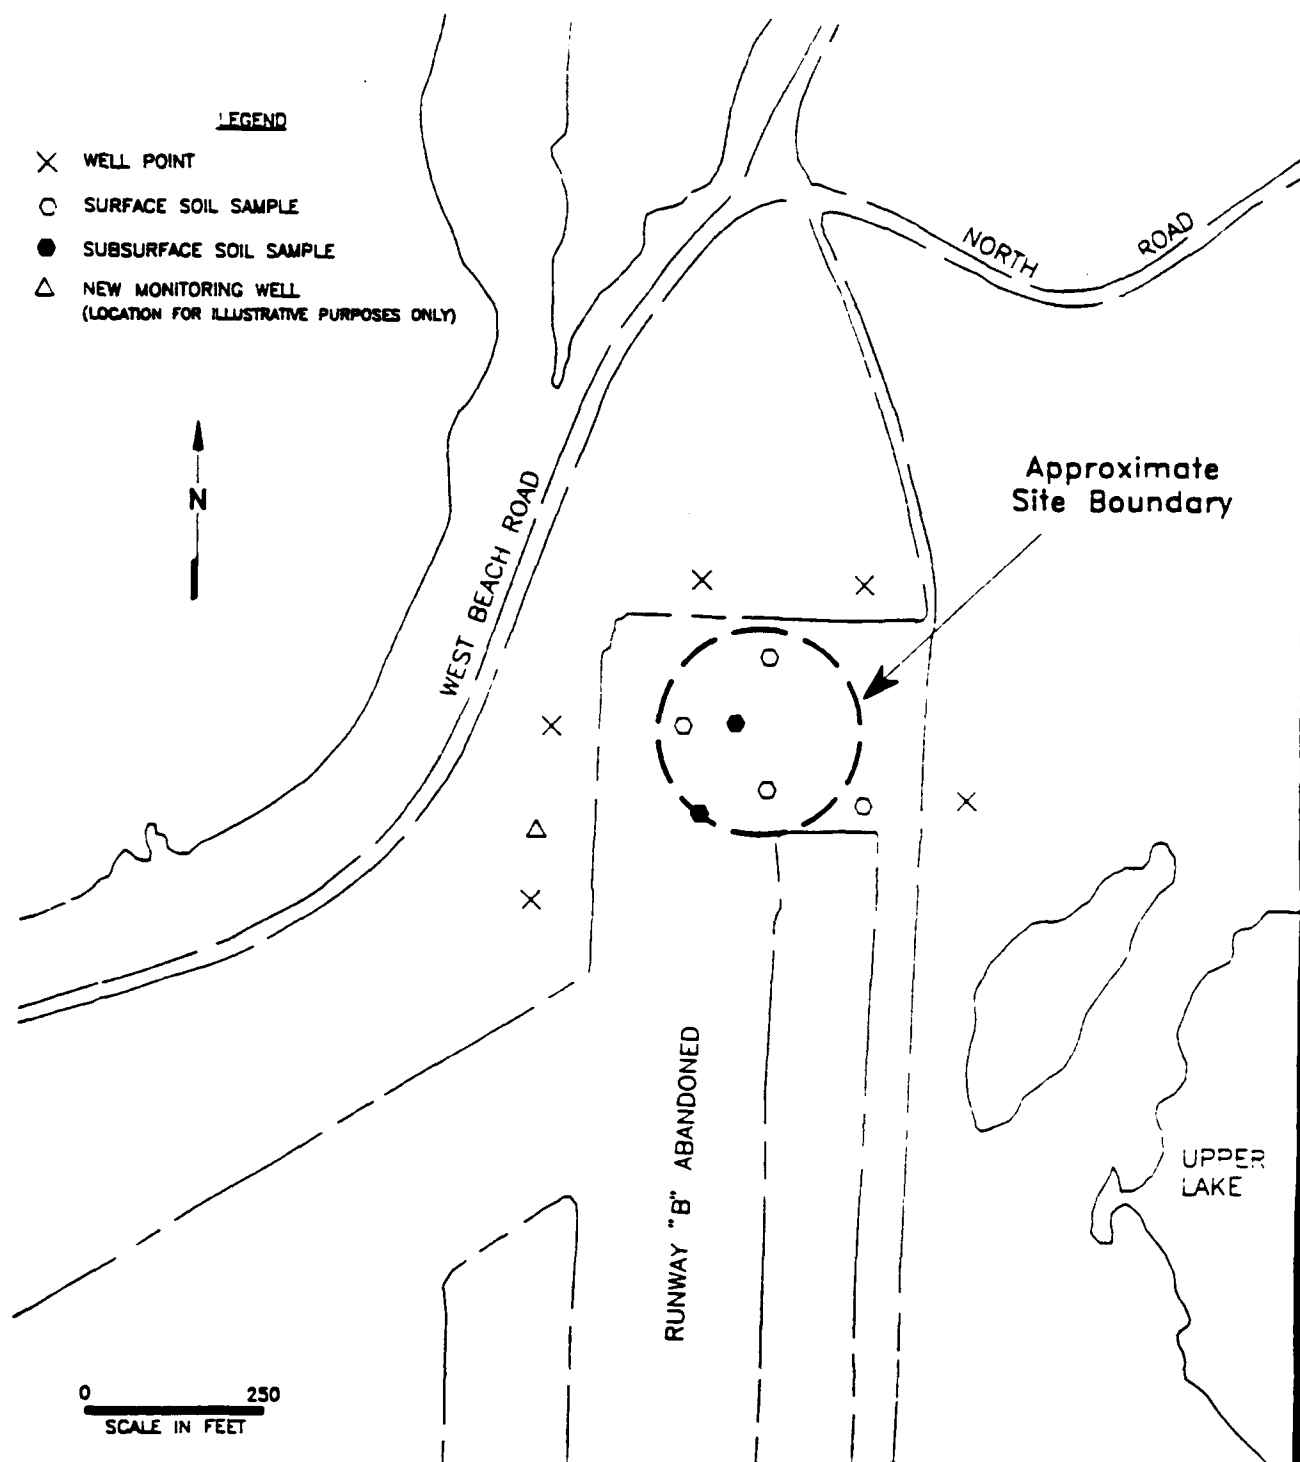 LEGEND
WELL POINT
SURFACE SOIL SAMPLE
SUBSURFACE SOIL SAMPLE
NEW MONITORING WELL
(LOCATION FOR ILLUSTRATIVE PURPOSES ONLY)
NORTH ROAD
N
WEST BEACH ROAD
Approximate
Site Boundary
RUNWAY "B" ABANDONED
UPPER
LAKE
0 250
SCALE IN FEET